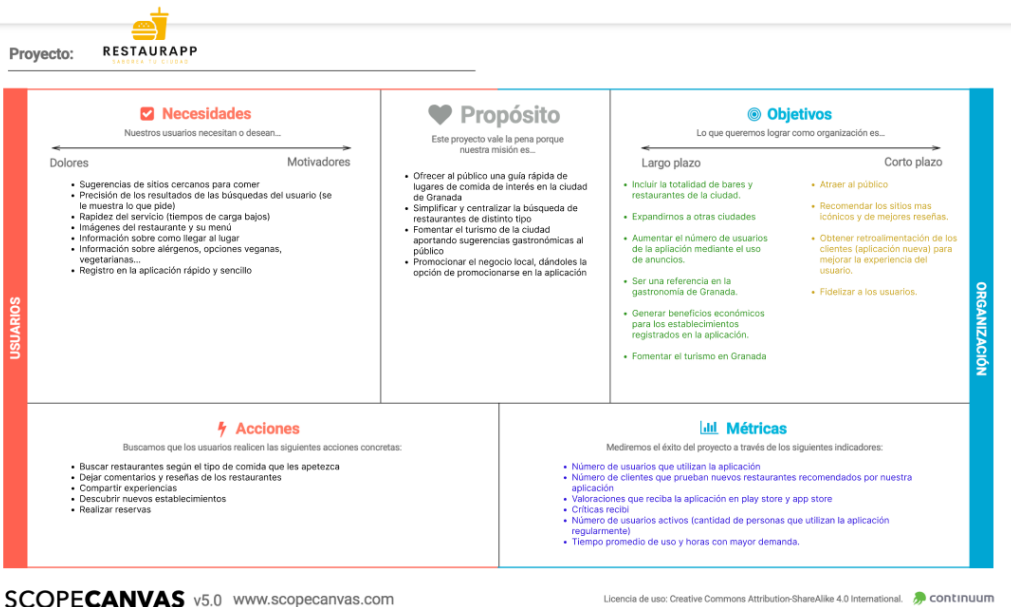 Proyecto:
RESTAURAPP
SABOREA TU CIUDAD
USUARIOS
Necesidades
Nuestros usuarios necesitan o desean...
Dolores
Motivadores
• Sugerencias de sitios cercanos para comer
• Precisión de los resultados de las búsquedas del usuario (se
le muestra lo que pide)
• Rapidez del servicio (tiempos de carga bajos)
• Imágenes del restaurante y su menú
• Información sobre como llegar al lugar
• Información sobre alérgenos, opciones veganas,
vegetarianas...
• Registro en la aplicación rápido y sencillo
Propósito
Este proyecto vale la pena porque
nuestra misión es...
• Ofrecer al público una guía rápida de
lugares de comida de interés en la ciudad
de Granada
• Simplificar y centralizar la búsqueda de
restaurantes de distinto tipo
• Fomentar el turismo de la ciudad
aportando sugerencias gastronómicas al
público
• Promocionar el negocio local, dándoles la
opción de promocionarse en la aplicación
Objetivos
Lo que queremos lograr como organización es...
Largo plazo
Corto plazo
• Incluir la totalidad de bares y
restaurantes de la ciudad.
• Expandirnos a otras ciudades
• Aumentar el número de usuarios
de la apliación mediante el uso
de anuncios.
• Ser una referencia en la
gastronomía de Granada.
• Generar beneficios económicos
para los establecimientos
registrados en la aplicación.
• Fomentar el turismo en Granada
• Atraer al público
• Recomendar los sitios mas
icónicos y de mejores reseñas.
• Obtener retroalimentación de los
clientes (aplicación nueva) para
mejorar la experiencia del
usuario.
• Fidelizar a los usuarios.
ORGANIZACIÓN
Acciones
Buscamos que los usuarios realicen las siguientes acciones concretas:
• Buscar restaurantes según el tipo de comida que les apetezca
• Dejar comentarios y reseñas de los restaurantes
• Compartir experiencias
• Descubrir nuevos establecimientos
• Realizar reservas
Métricas
Mediremos el éxito del proyecto a través de los siguientes indicadores:
• Número de usuarios que utilizan la aplicación
• Número de clientes que prueban nuevos restaurantes recomendados por nuestra
aplicación
• Valoraciones que reciba la aplicación en play store y app store
• Críticas recibi
• Número de usuarios activos (cantidad de personas que utilizan la aplicación
regularmente)
• Tiempo promedio de uso y horas con mayor demanda.
SCOPECANVAS v5.0 www.scopecanvas.com
Licencia de uso: Creative Commons Attribution-ShareAlike 4.0 International.
continuum